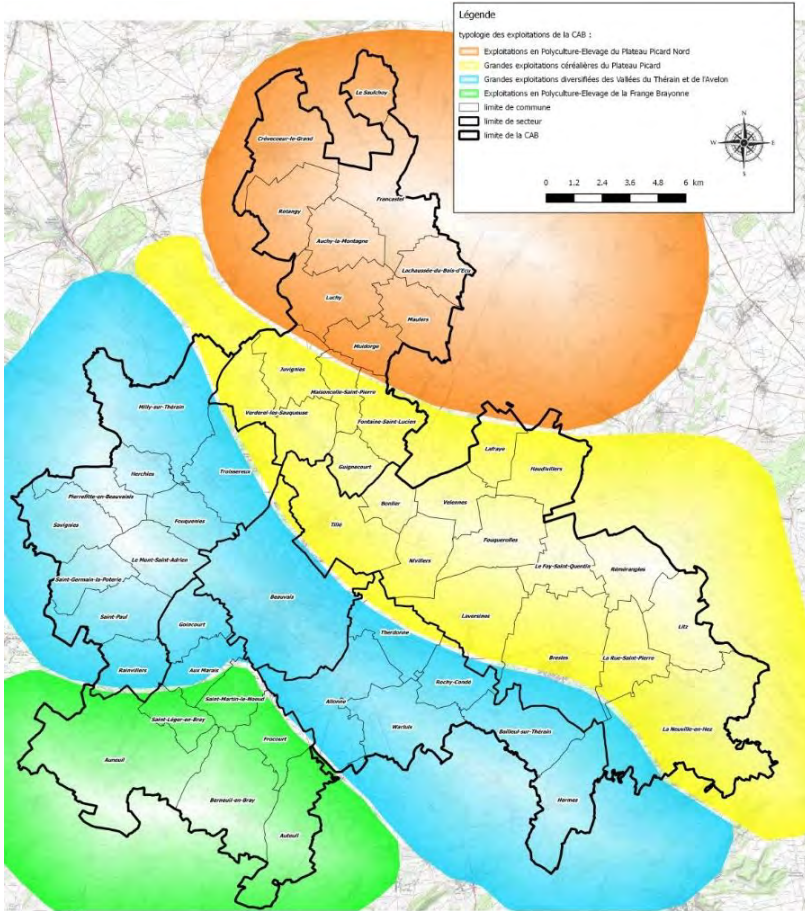 Légende
typologie des exploitations de la CAB :
Exploitations en Polyculture-Elevage du Plateau Picard Nord
Grandes exploitations céréalières du Plateau Picard
Grandes exploitations diversifiées des Vallées du Thérain et de l'Avelon
Exploitations en Polyculture-Elevage de la Frange Brayonne
limite de commune
limite de secteur
limite de la CAB
N
W E
S
0 1.2 2.4 3.6 4.8 6 km
Le Saulchoy
Crèvecoeur-le-Grand
Francastel
Rotangy
Auchy-la-Montagne
Lachaussée-du-Bois-d'Ecu
Luchy
Maulers
Muidorge
Juvignies
Maisoncelle-Saint-Pierre
Milly-sur-Thérain
Verderel-les-Sauqueuse
Fontaine-Saint-Lucien
Lafraye
Haudivillers
Guignecourt
Troissereux
Herchies
Pierrefitte-en-Beauvaisis
Bonlier
Velennes
Savignies
Fouquenies
Tillé
Fouquerolles
Le Mont-Saint-Adrien
Nivillers
Le Fay-Saint-Quentin
Rémérangles
Saint-Germain-la-Poterie
Beauvais
Saint-Paul
Goincourt
Laversines
Litz
Therdonne
Bresles
La Rue-Saint-Pierre
Rainvillers
Aux Marais
Rochy-Condé
Saint-Martin-le-Noeud
Allonne
Saint-Léger-en-Bray
Warluis
Bailleul-sur-Thérain
La Neuville-en-Hez
Frocourt
Auneuil
Berneuil-en-Bray
Hermes
Auteuil